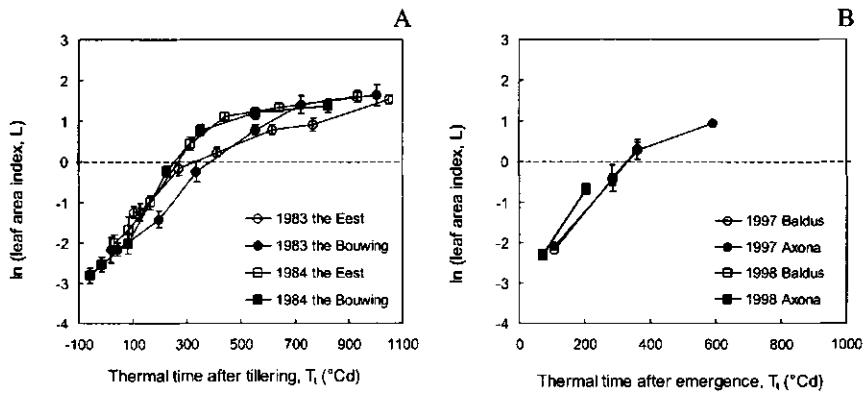 A
3
2
1
0
-1
-2
-3
-4
ln (leaf area index, L)
1983 the Eest
1983 the Bouwing
1984 the Eest
1984 the Bouwing
-100 100 300 500 700 900 1100
Thermal time after tillering, Tt (°Cd)
B
3
2
1
0
-1
-2
-3
-4
ln (leaf area index, L)
1997 Baldus
1997 Axona
1998 Baldus
1998 Axona
0 200 400 600 800 1000
Thermal time after emergence, Tt (°Cd)